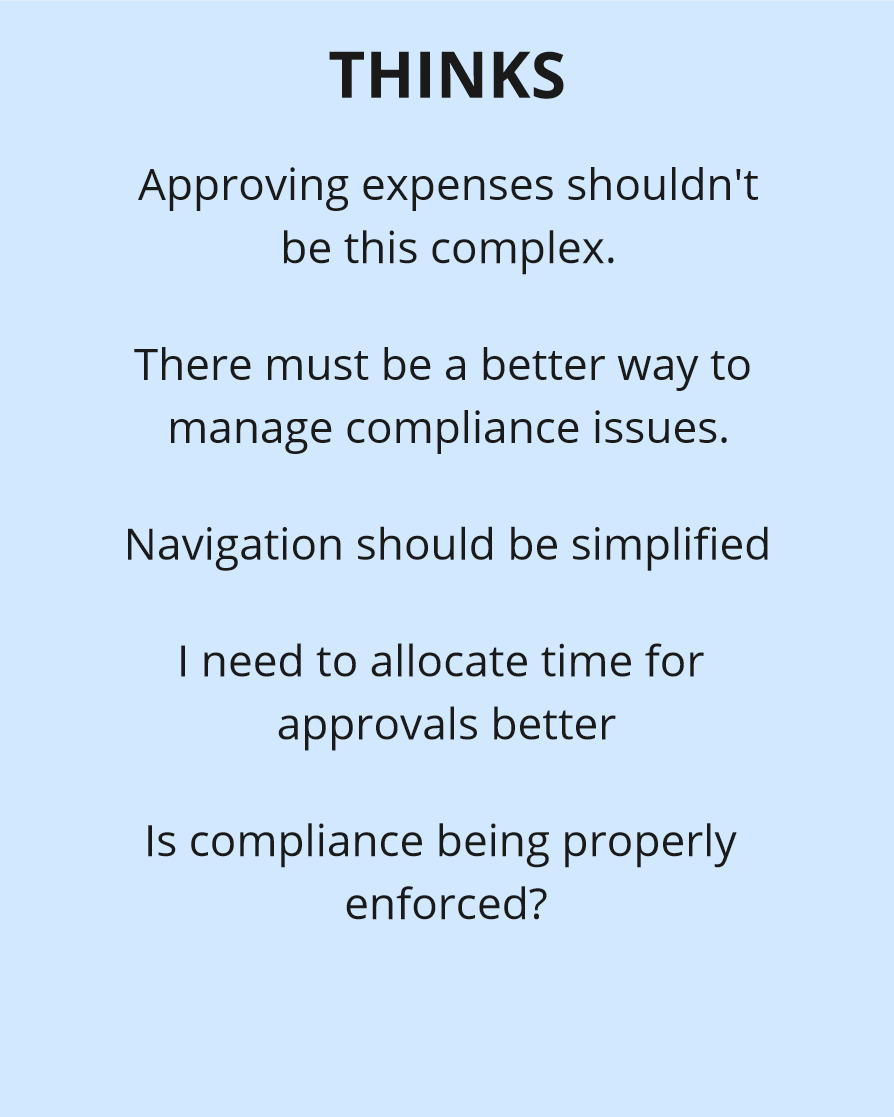 THINKS
Approving expenses shouldn't
be this complex.
There must be a better way to
manage compliance issues.
Navigation should be simplified
I need to allocate time for
approvals better
Is compliance being properly
enforced?